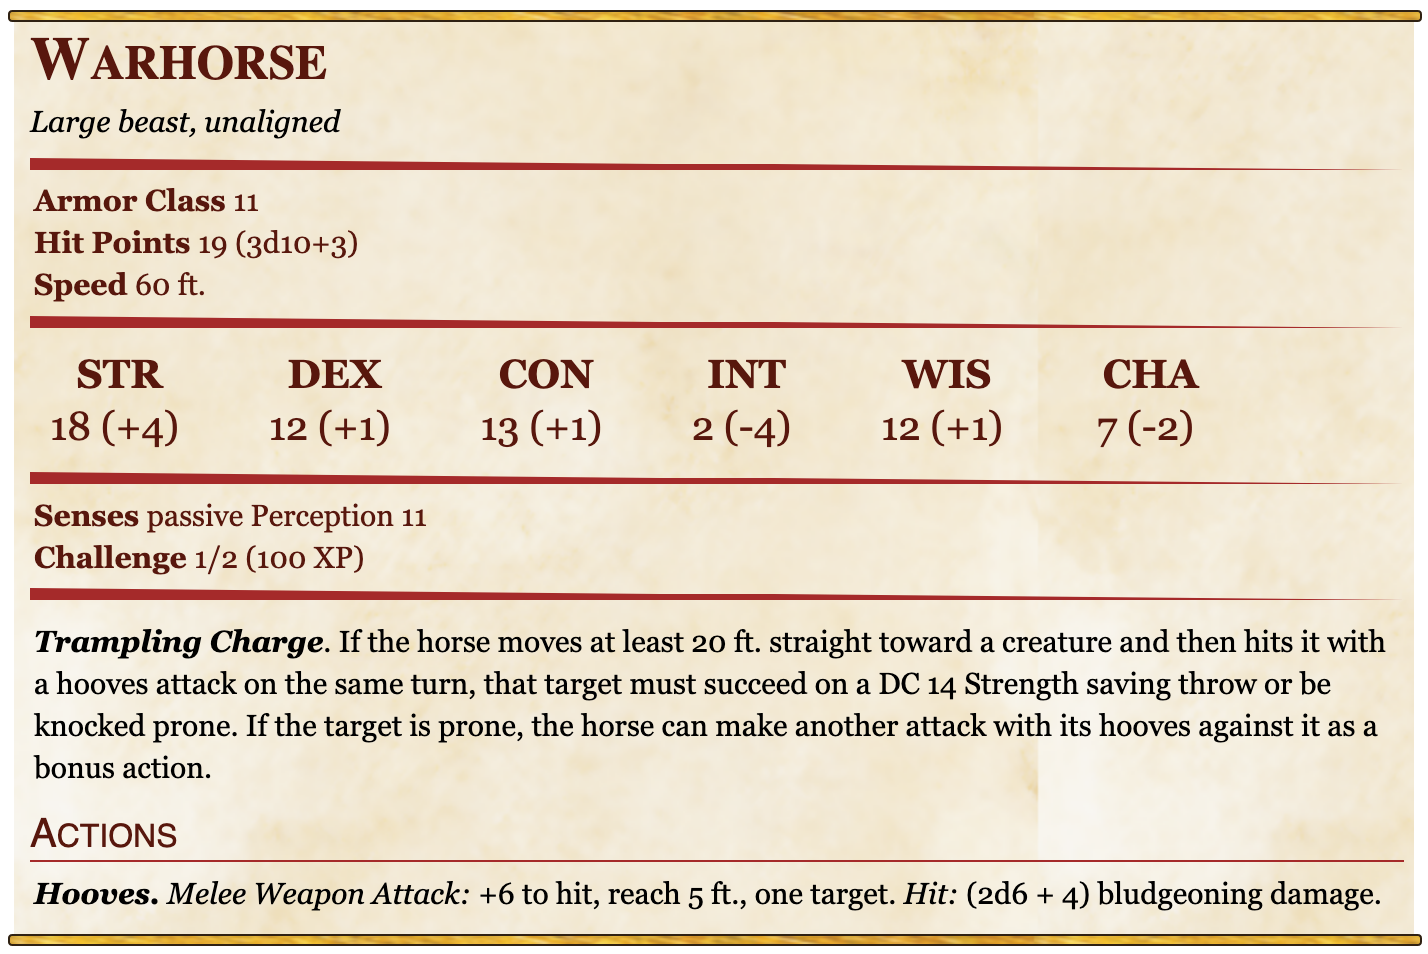 WARHORSE
Large beast, unaligned
Armor Class 11
Hit Points 19 (3d10+3)
Speed 60 ft.
STR DEX CON INT WIS CHA
18 (+4) 12 (+1) 13 (+1) 2 (-4) 12 (+1) 7 (-2)
Senses passive Perception 11
Challenge 1/2 (100 XP)
Trampling Charge. If the horse moves at least 20 ft. straight toward a creature and then hits it with
a hooves attack on the same turn, that target must succeed on a DC 14 Strength saving throw or be
knocked prone. If the target is prone, the horse can make another attack with its hooves against it as a
bonus action.
ACTIONS
Hooves. Melee Weapon Attack: +6 to hit, reach 5 ft., one target. Hit: (2d6 + 4) bludgeoning damage.